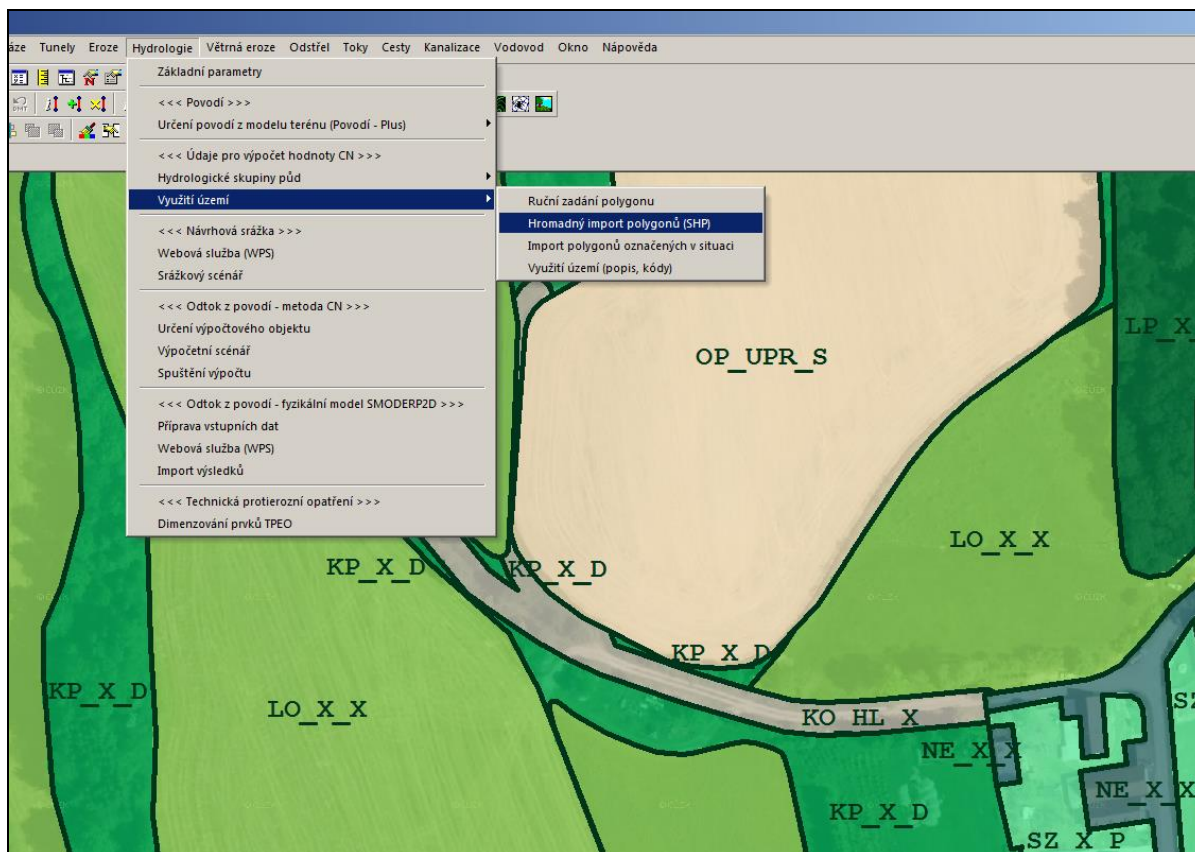 Tunely Eroze Hydrologie Větrná eroze Odstřel Toky Cesty Kanalizace Vodovod Okno Nápověda
Základní parametry
<<< Povodí >>>
Určení povodí z modelu terénu (Povodí - Plus)
<<< Údaje pro výpočet hodnoty CN >>>
Hydrologické skupiny půd
Využití území
Ruční zadání polygonu
Hromadný import polygonů (SHP)
Import polygonů označených v situaci
Využití území (popis, kódy)
<<< Návrhová srážka >>>
Webová služba (WPS)
Srážkový scénář
<<< Odtok z povodí - metoda CN >>>
Určení výpočtového objektu
Výpočetní scénář
Spuštění výpočtu
<<< Odtok z povodí - fyzikální model SMODERP2D >>>
Příprava vstupních dat
Webová služba (WPS)
Import výsledků
<<< Technická protierozní opatření >>>
Dimenzování prvků TPEO
LP_X
OP_UPR_S
LO_X_X
KP_X_D
KP_X_D
KP_X_D
KP_X_D
LO_X_X
SZ
KO_HL_X
NE_X_X
NE_X_X
KP_X_D
SZ_X_P